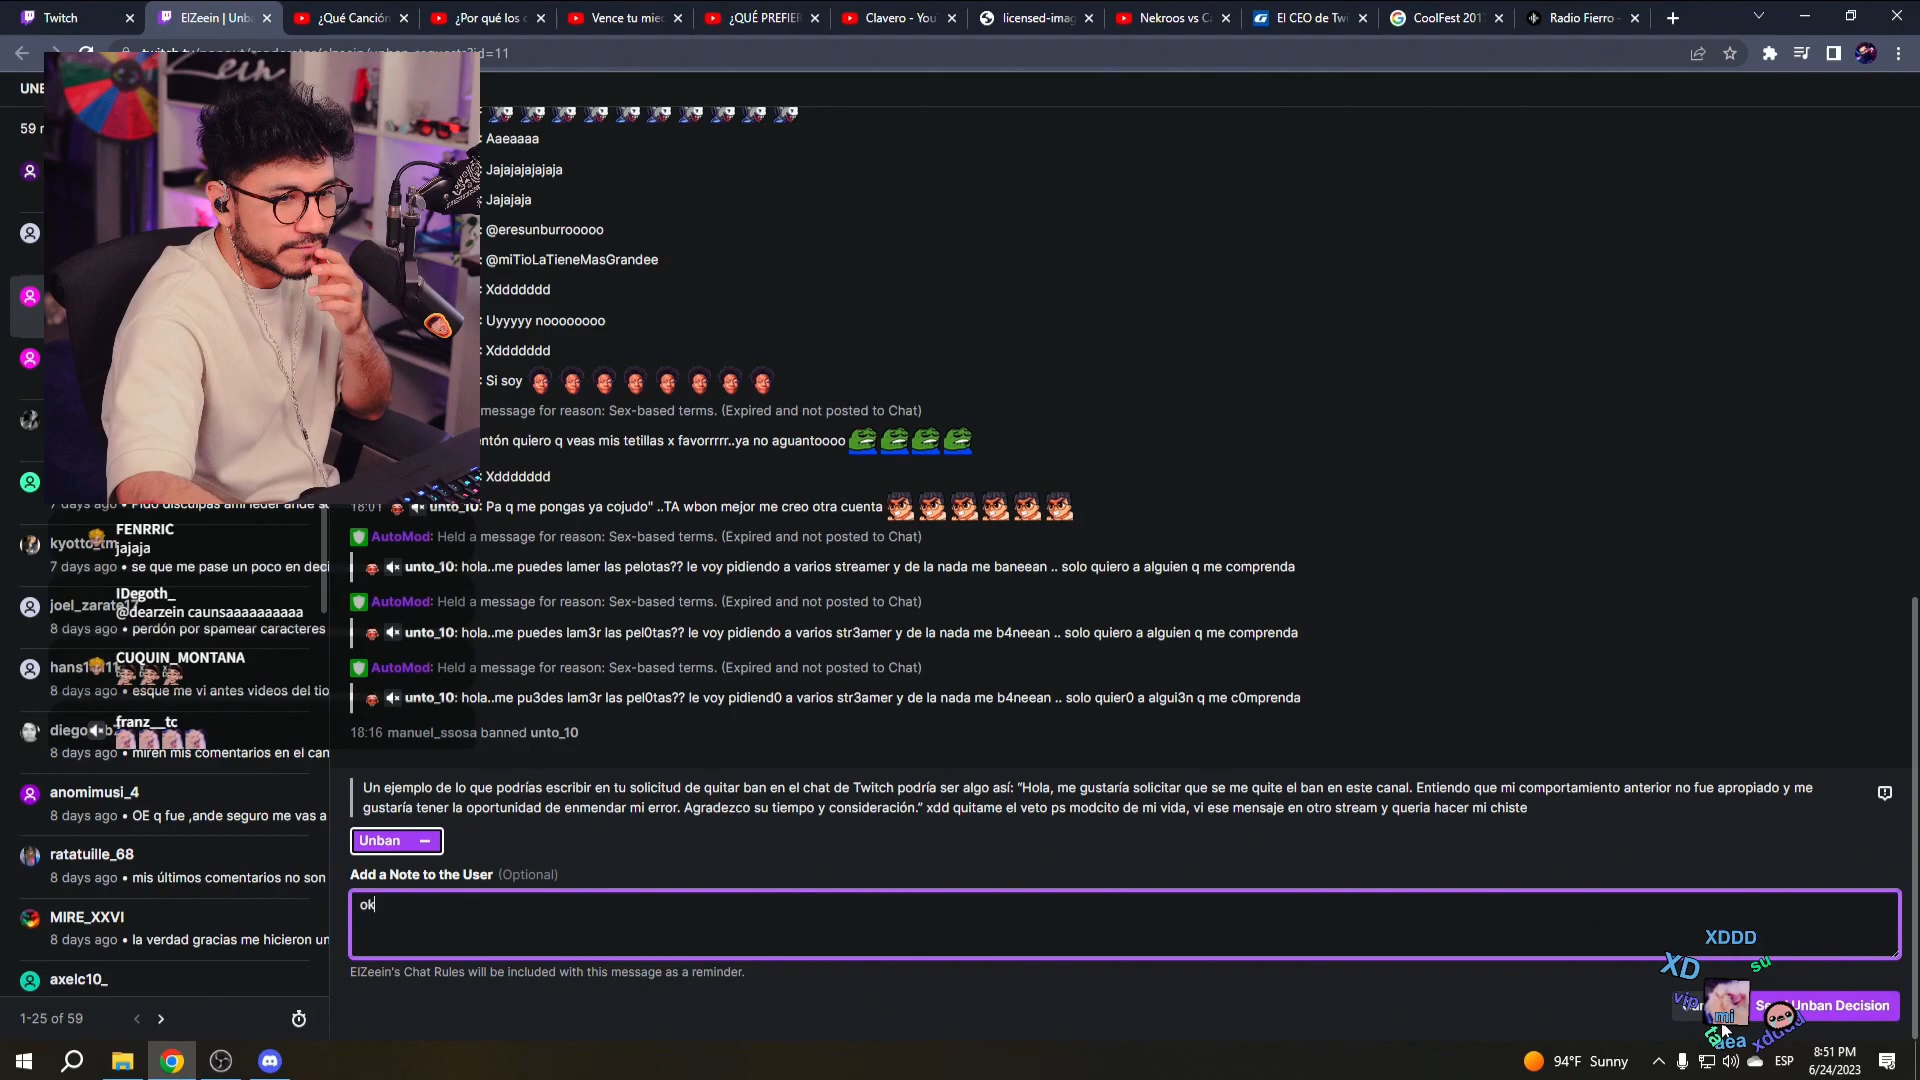 Twitch
ElZeein | Unb
¿Qué Canción
¿Por qué los c
Vence tu mied
¿QUÉ PREFIER
Clavero - You
licensed-imag
Nekroos vs Ca
El CEO de Twi
CoolFest 2017
Radio Fierro -
UNE
59 r
: Aaeaaaa
: Jajajajajajaja
: Jajajaja
: @eresunburrooooo
: @miTioLaTieneMasGrandee
: Xddddddd
: Uyyyyy noooooooo
: Xddddddd
: Si soy
message for reason: Sex-based terms. (Expired and not posted to Chat)
entón quiero q veas mis tetillas x favorrrrr..ya no aguantoooo
: Xddddddd
18:01 unto_10: Pa q me pongas ya cojudo" ..TA wbon mejor me creo otra cuenta
AutoMod: Held a message for reason: Sex-based terms. (Expired and not posted to Chat)
unto_10: hola..me puedes lamer las pelotas?? le voy pidiendo a varios streamer y de la nada me banean .. solo quiero a alguien q me comprenda
AutoMod: Held a message for reason: Sex-based terms. (Expired and not posted to Chat)
unto_10: hola..me puedes lam3r las pel0tas?? le voy pidiendo a varios str3amer y de la nada me b4neean .. solo quiero a alguien q me comprenda
AutoMod: Held a message for reason: Sex-based terms. (Expired and not posted to Chat)
unto_10: hola..me pu3des lam3r las pel0tas?? le voy pidiend0 a varios str3amer y de la nada me b4neean .. solo quier0 a algui3n q me c0mprenda
18:16 manuel_ssosa banned unto_10
Un ejemplo de lo que podrías escribir en tu solicitud de quitar ban en el chat de Twitch podría ser algo así: "Hola, me gustaría solicitar que se me quite el ban en este canal. Entiendo que mi comportamiento anterior no fue apropiado y me
gustaría tener la oportunidad de enmendar mi error. Agradezco su tiempo y consideración." xdd quitame el veto ps modcito de mi vida, vi ese mensaje en otro stream y queria hacer mi chiste
Unban
Add a Note to the User (Optional)
ok
ElZeein's Chat Rules will be included with this message as a reminder.
Unban Decision
FENRRIC
jajaja
kyotto_tm
7 days ago • se que me pase un poco en deci
IDegoth_
@dearzein caunsaaaaaaaaaa
joel_zarate17
8 days ago • perdón por spamear caracteres
CUQUIN_MONTANA
8 days ago • esque me vi antes videos del tio
franz__tc
8 days ago • miren mis comentarios en el can
anomimusi_4
8 days ago • OE q fue ,ande seguro me vas a
ratatuille_68
8 days ago • mis últimos comentarios no son
MIRE_XXVI
8 days ago • la verdad gracias me hicieron un
axelc10_
1-25 of 59
XDDD
XD
su
vip
mi
aea
xdudd
94°F Sunny
ESP
8:51 PM
6/24/2023